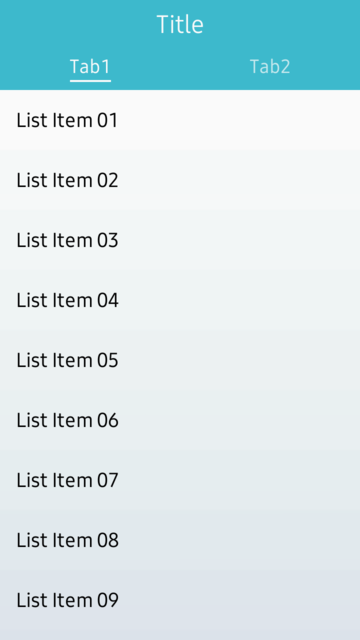 Title
Tab1 Tab2
List Item 01
List Item 02
List Item 03
List Item 04
List Item 05
List Item 06
List Item 07
List Item 08
List Item 09